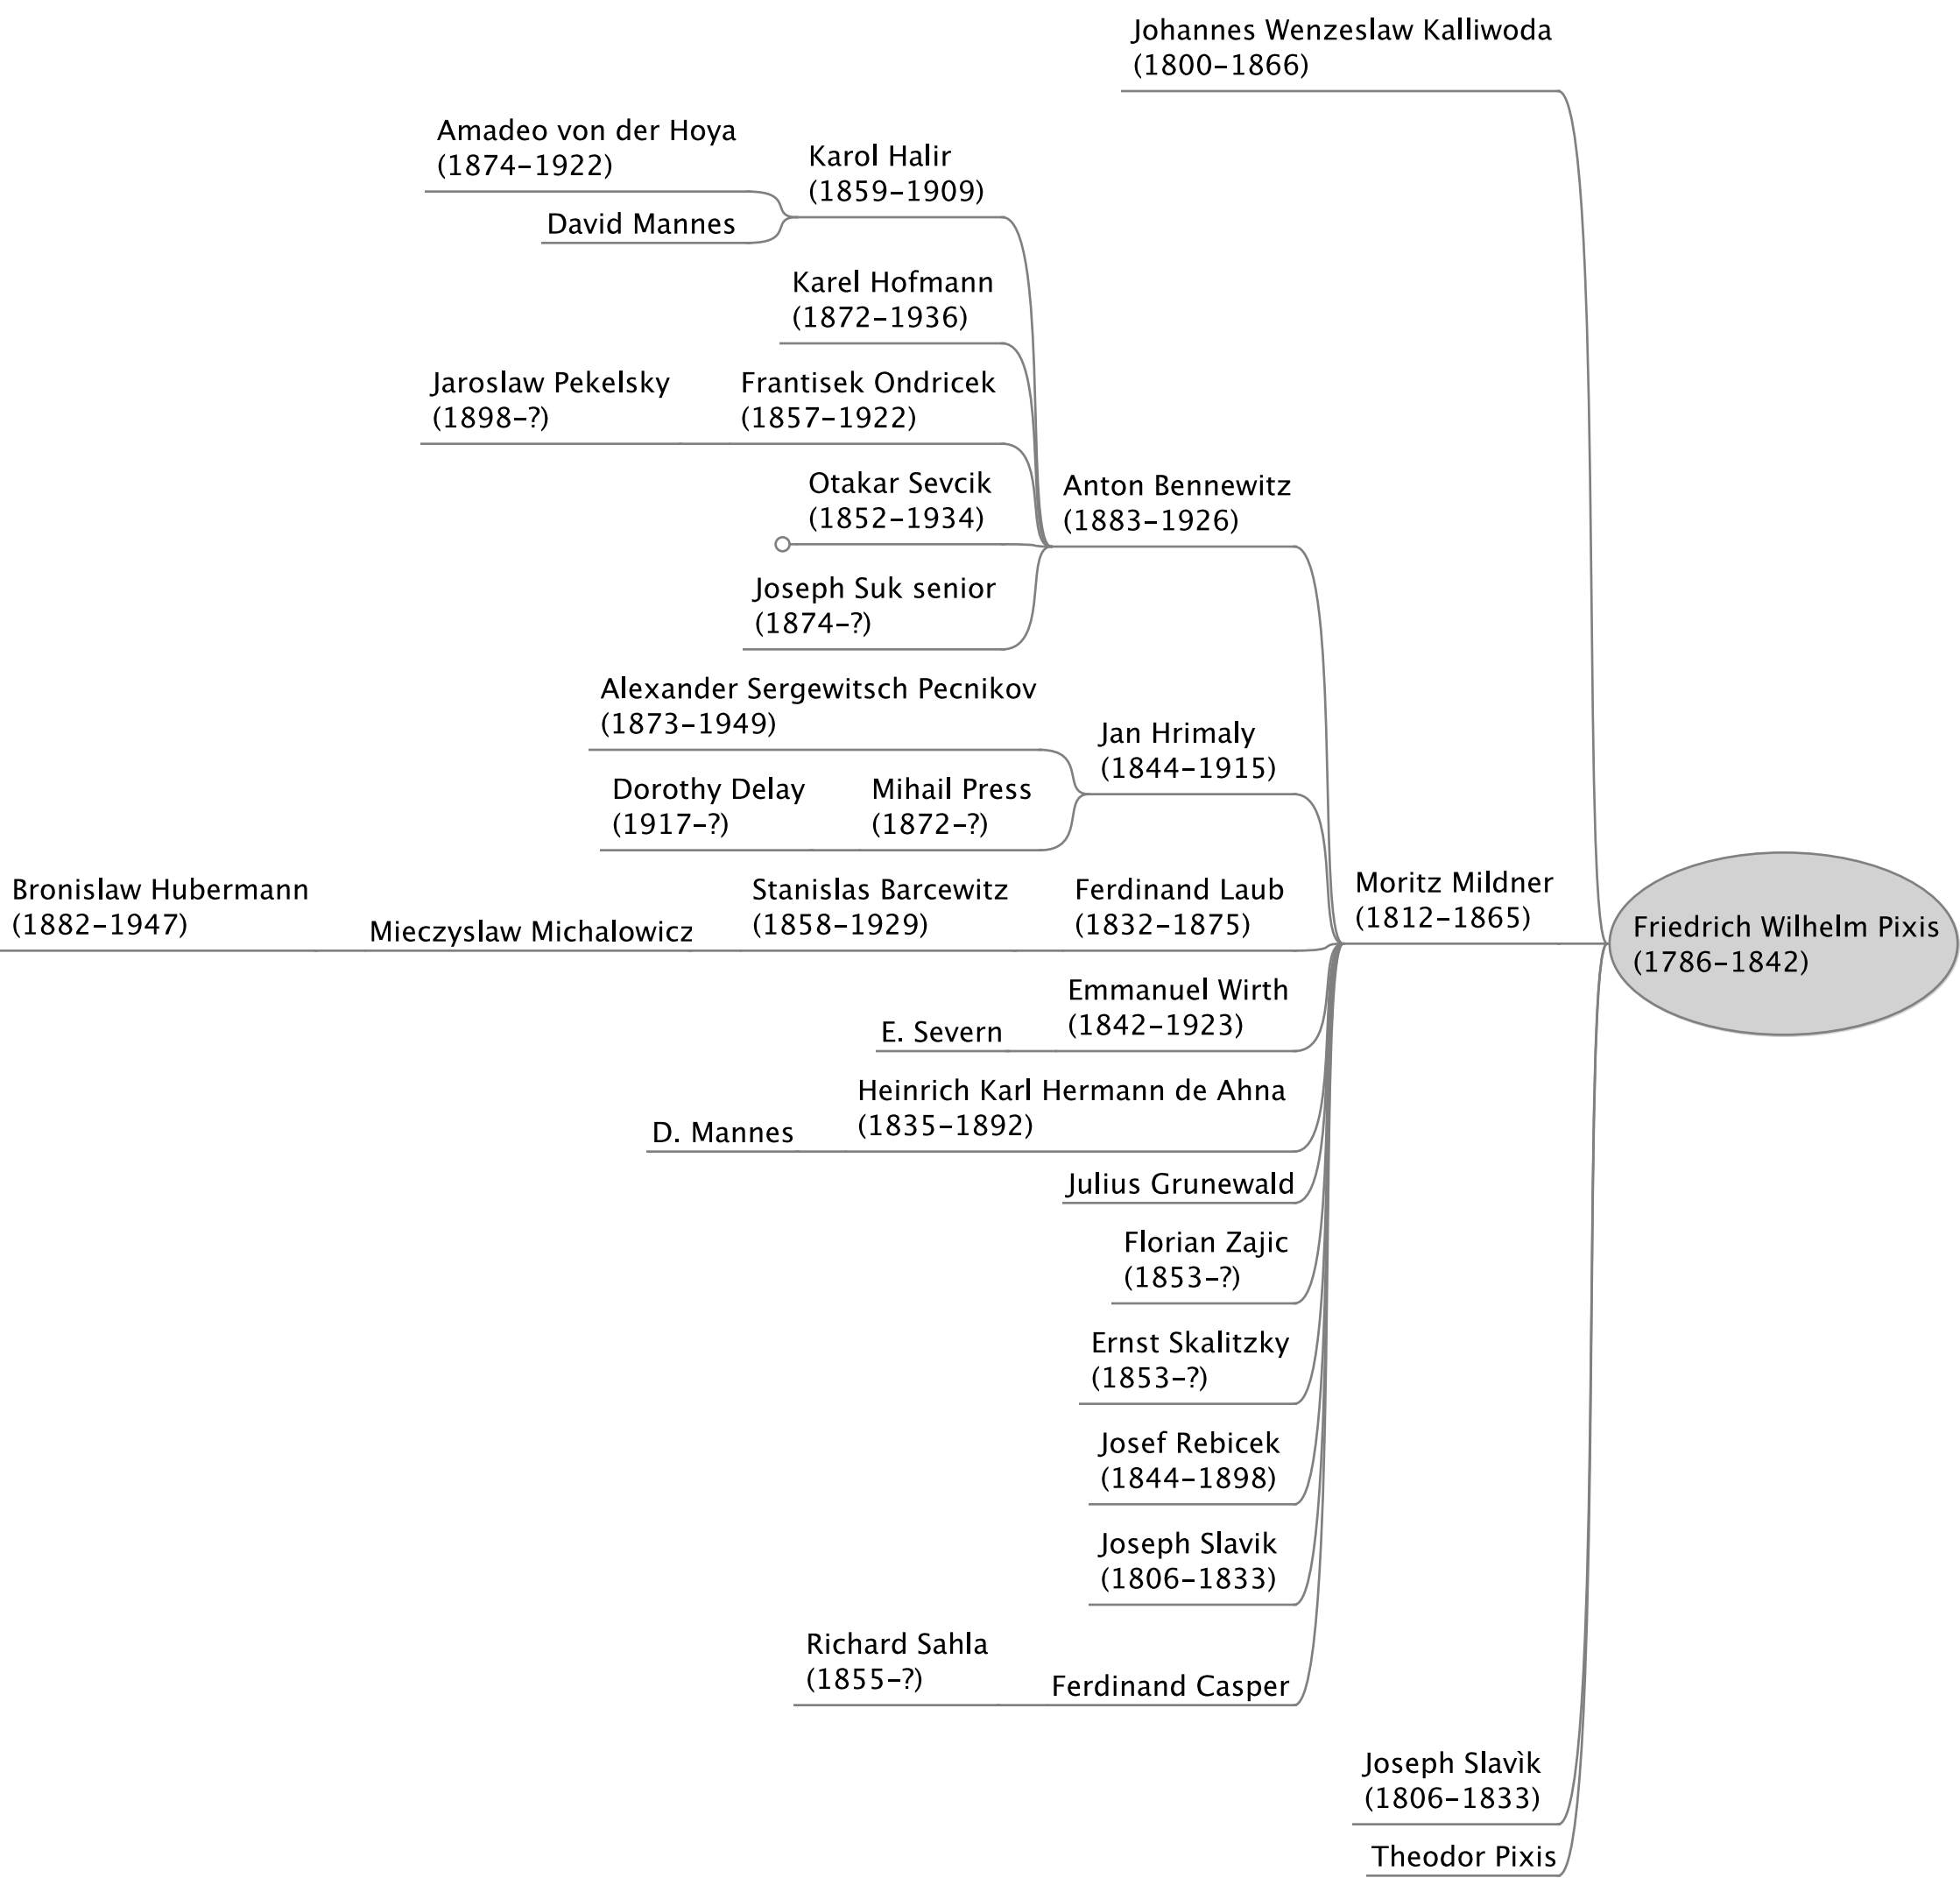 Johannes Wenzeslaw Kalliwoda
(1800–1866)
Amadeo von der Hoya
(1874–1922)
Karol Halir
(1859–1909)
David Mannes
Karel Hofmann
(1872–1936)
Jaroslaw Pekelsky
(1898–?)
Frantisek Ondricek
(1857–1922)
Otakar Sevcik
(1852–1934)
Anton Bennewitz
(1883–1926)
Joseph Suk senior
(1874–?)
Alexander Sergewitsch Pecnikov
(1873–1949)
Jan Hrimaly
(1844–1915)
Dorothy Delay
(1917–?)
Mihail Press
(1872–?)
Bronislaw Hubermann
(1882–1947)
Mieczyslaw Michalowicz
Stanislas Barcewitz
(1858–1929)
Ferdinand Laub
(1832–1875)
Moritz Mildner
(1812–1865)
Friedrich Wilhelm Pixis
(1786–1842)
Emmanuel Wirth
(1842–1923)
E. Severn
Heinrich Karl Hermann de Ahna
(1835–1892)
D. Mannes
Julius Grunewald
Florian Zajic
(1853–?)
Ernst Skalitzky
(1853–?)
Josef Rebicek
(1844–1898)
Joseph Slavik
(1806–1833)
Richard Sahla
(1855–?)
Ferdinand Casper
Joseph Slavìk
(1806–1833)
Theodor Pixis